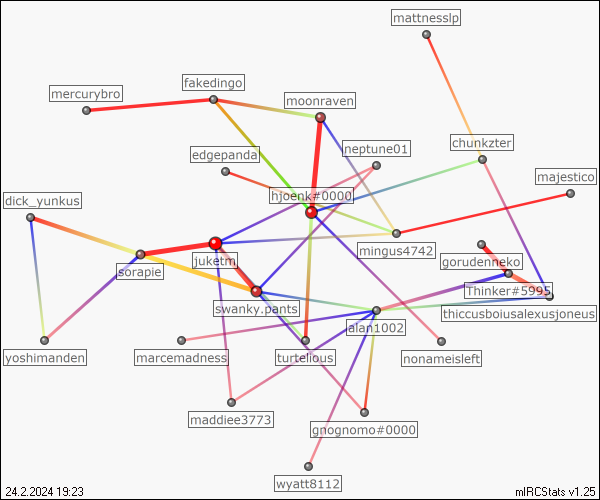 mattnesslp
fakedingo
mercurybro
moonraven
chunkzter
neptune01
edgepanda
majestico
hjoenk#0000
dick_yunkus
mingus4742
gorudenneko
juketm
sorapie
Thinker#5995
swanky.pants
thiccusboiusalexusjoneus
alan1002
yoshimanden
marcemadness
turtelious
nonameisleft
maddiee3773
gnognomo#0000
wyatt8112
24.2.2024 19:23
mIRCStats v1.25